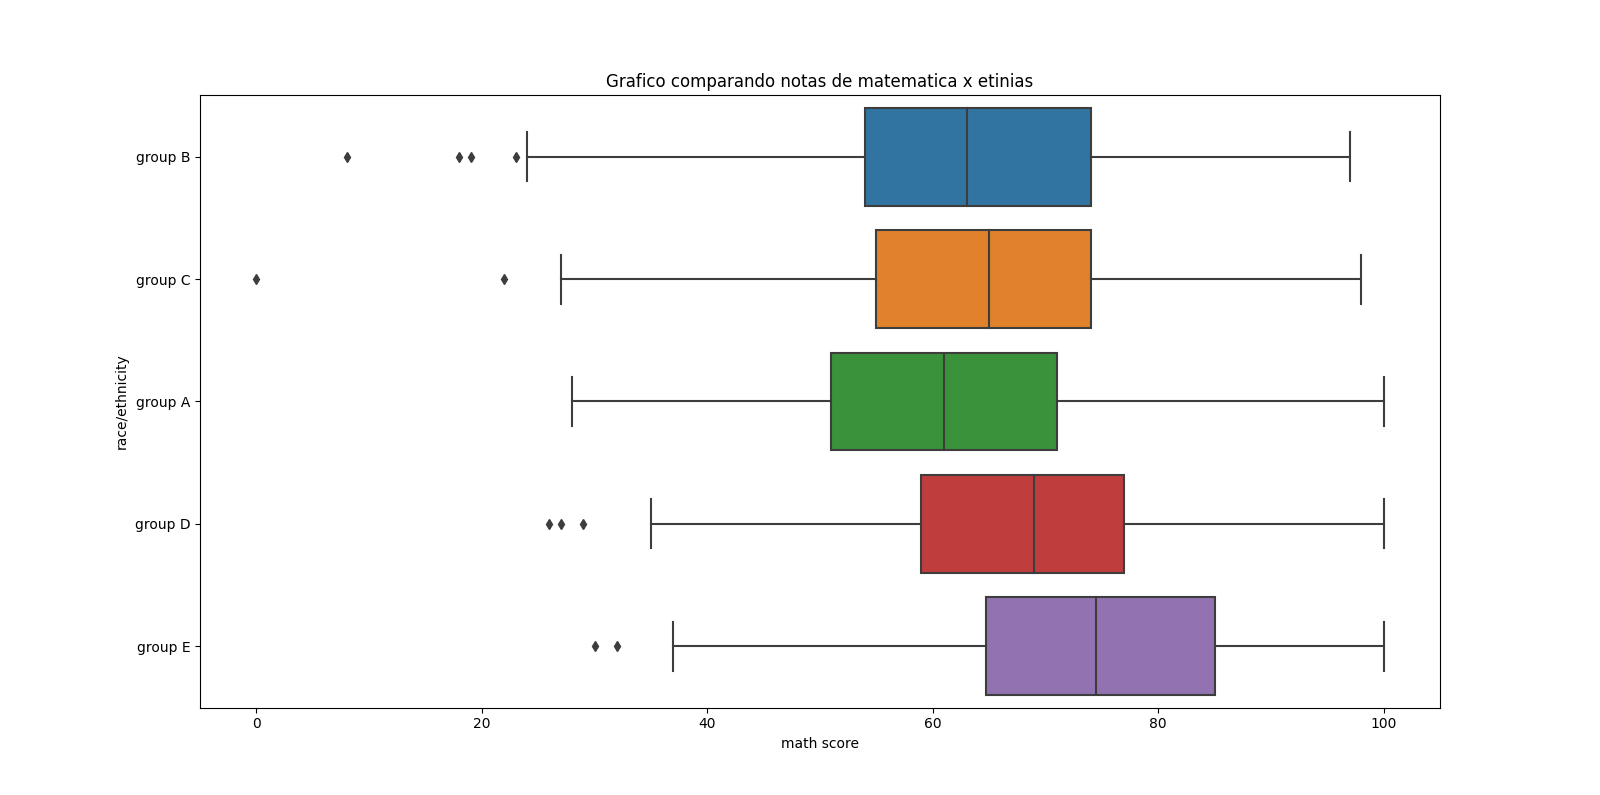 Grafico comparando notas de matematica x etinias
race/ethnicity
group B
group C
group A
group D
group E
0 20 40 60 80 100
math score